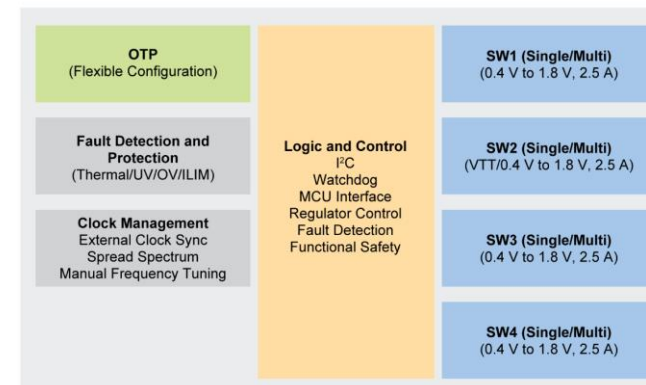 OTP
(Flexible Configuration)
Fault Detection and
Protection
(Thermal/UV/OV/ILIM)
Clock Management
External Clock Sync
Spread Spectrum
Manual Frequency Tuning
Logic and Control
I²C
Watchdog
MCU Interface
Regulator Control
Fault Detection
Functional Safety
SW1 (Single/Multi)
(0.4 V to 1.8 V, 2.5 A)
SW2 (Single/Multi)
(VTT/0.4 V to 1.8 V, 2.5 A)
SW3 (Single/Multi)
(0.4 V to 1.8 V, 2.5 A)
SW4 (Single/Multi)
(0.4 V to 1.8 V, 2.5 A)